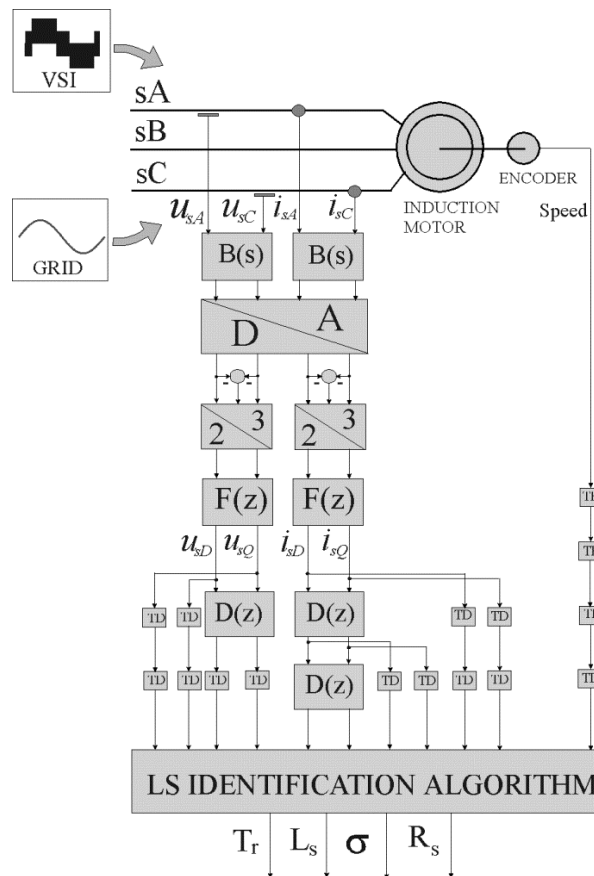 VSI
sA
sB
sC
ENCODER
INDUCTION
MOTOR
Speed
GRID
usA usC isA isC
B(s) B(s)
D A
- - - -
2 3 2 3
F(z) F(z)
usD usQ isD isQ
TD TD D(z) D(z) TD TD
TD TD TD TD D(z) TD TD TD TD
LS IDENTIFICATION ALGORITHM
Tr Ls σ Rs